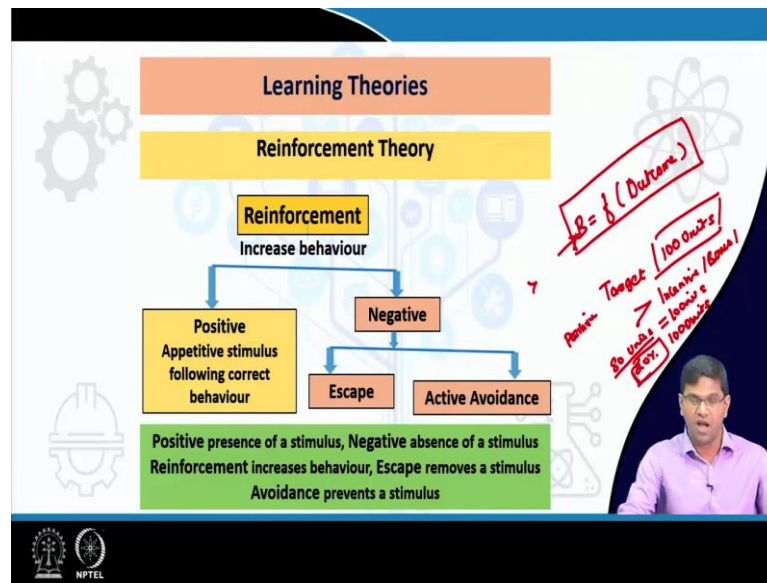 Learning Theories
Reinforcement Theory
Reinforcement
Increase behaviour
Positive
Appetitive stimulus
following correct
behaviour
Negative
Escape
Active Avoidance
Positive presence of a stimulus, Negative absence of a stimulus
Reinforcement increases behaviour, Escape removes a stimulus
Avoidance prevents a stimulus
B = f (Outcome)
Target 100 Units
> Incentive / Bonus /
80 Units = 100 Units
20% 100 Units
NPTEL